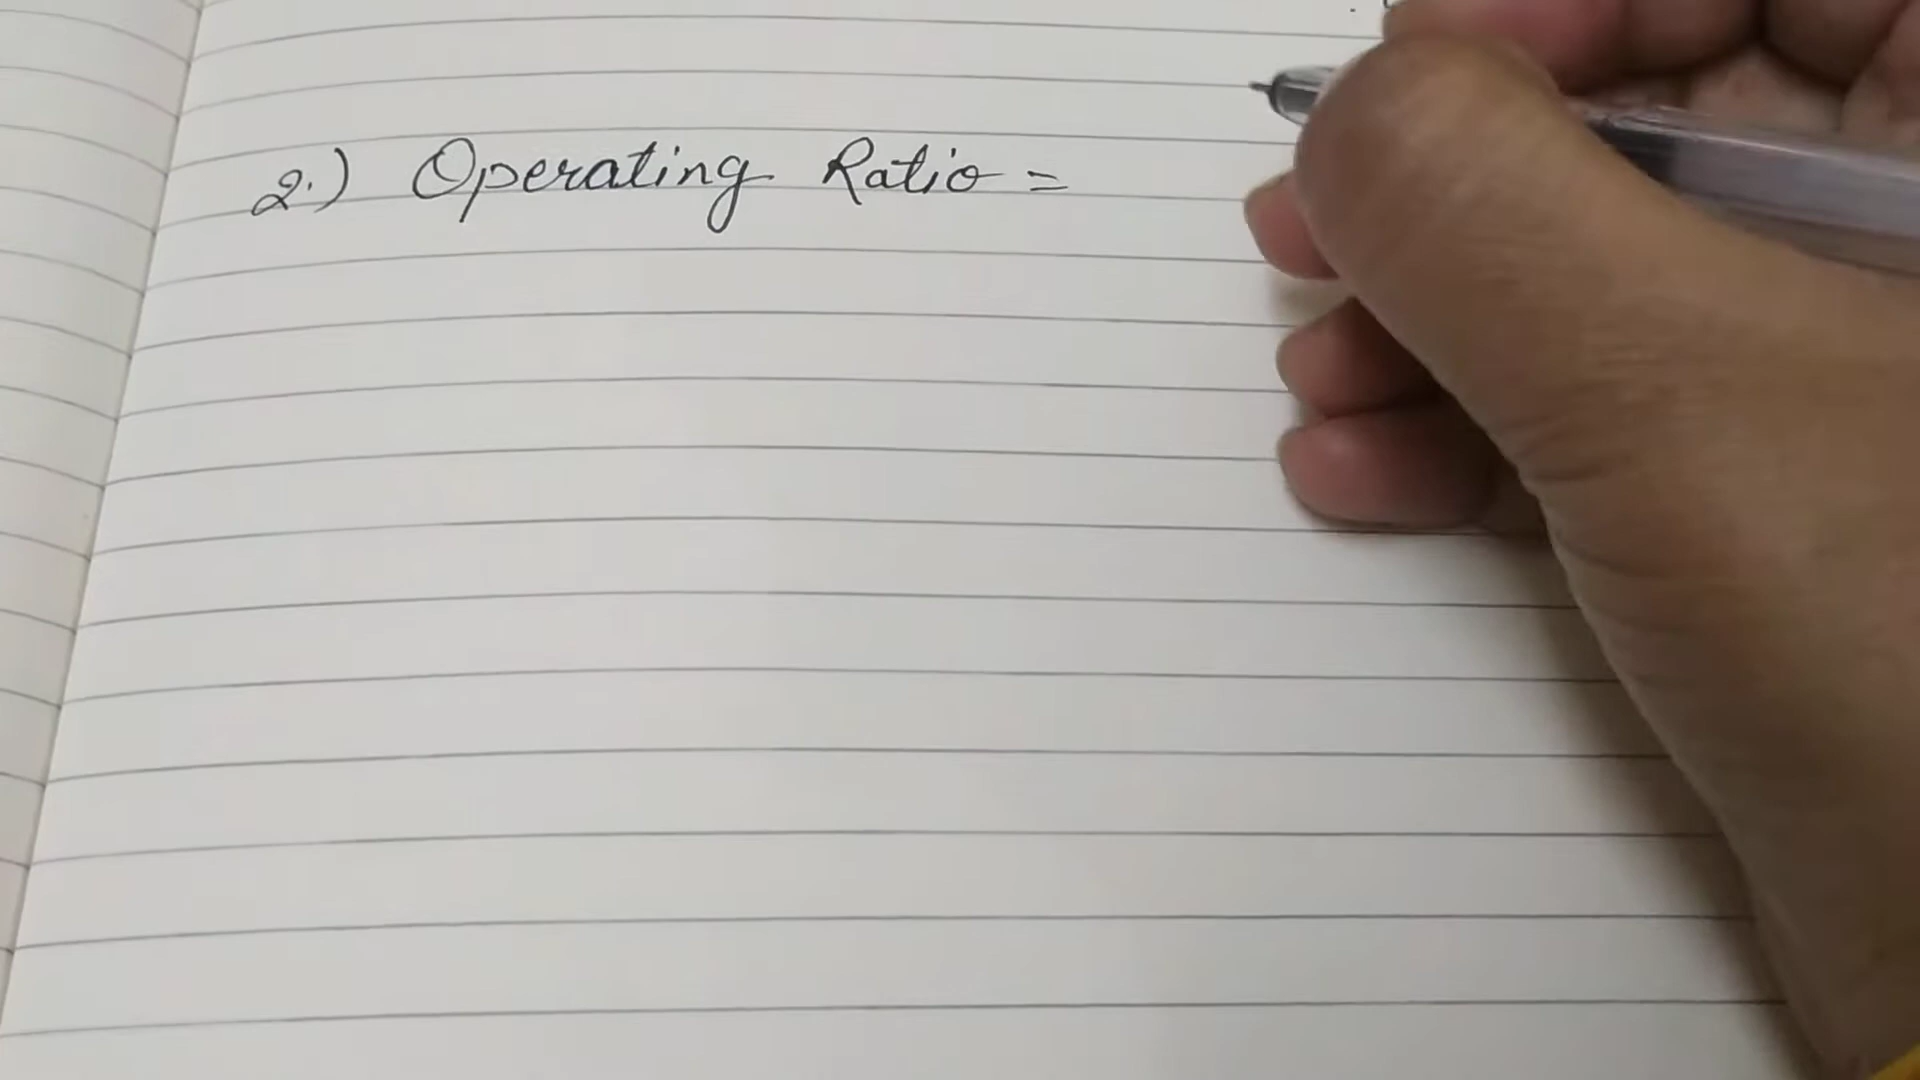 2.) Operating Ratio =